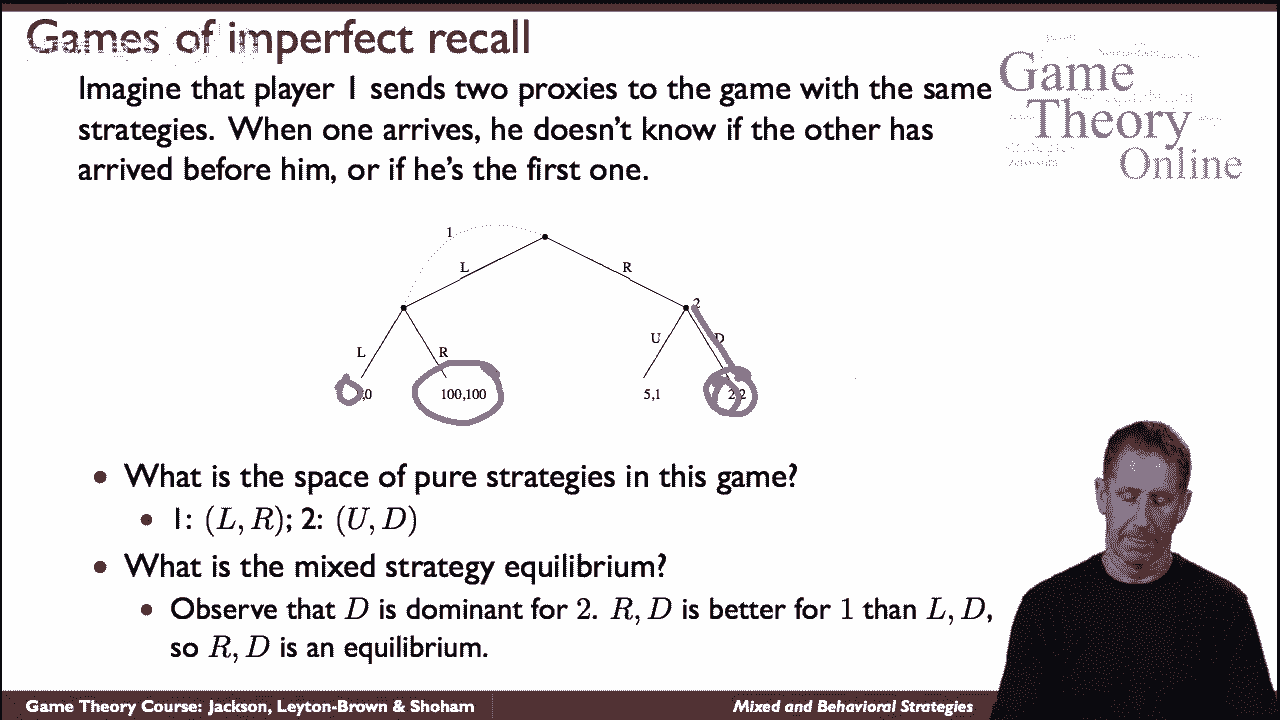 Games of imperfect recall
Game
Theory
Online
Imagine that player 1 sends two proxies to the game with the same
strategies. When one arrives, he doesn't know if the other has
arrived before him, or if he's the first one.
1
L
R
2
L
R
U
D
,0
100,100
5,1
2,2
• What is the space of pure strategies in this game?
• 1: (L, R); 2: (U, D)
• What is the mixed strategy equilibrium?
• Observe that D is dominant for 2. R, D is better for 1 than L, D,
so R, D is an equilibrium.
Game Theory Course: Jackson, Leyton-Brown & Shoham
Mixed and Behavioral Strategies